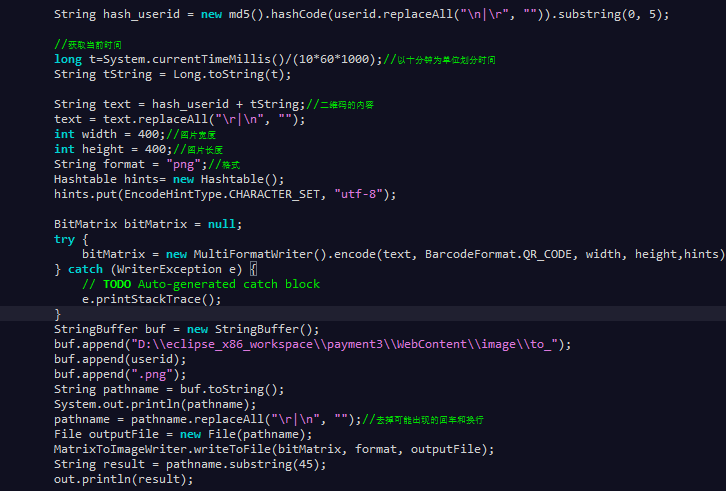 String hash_userid = new md5().hashCode(userid.replaceAll("\n|\r", "")).substring(0, 5);
//获取当前时间
long t=System.currentTimeMillis()/(10*60*1000);//以十分钟为单位划分时间
String tString = Long.toString(t);
String text = hash_userid + tString;//二维码的内容
text = text.replaceAll("\r|\n", "");
int width = 400;//图片宽度
int height = 400;//图片长度
String format = "png";//格式
Hashtable hints= new Hashtable();
hints.put(EncodeHintType.CHARACTER_SET, "utf-8");
BitMatrix bitMatrix = null;
try {
bitMatrix = new MultiFormatWriter().encode(text, BarcodeFormat.QR_CODE, width, height,hints)
} catch (WriterException e) {
// TODO Auto-generated catch block
e.printStackTrace();
}
StringBuffer buf = new StringBuffer();
buf.append("D:\\eclipse_x86_workspace\\payment3\\WebContent\\image\\to_");
buf.append(userid);
buf.append(".png");
String pathname = buf.toString();
System.out.println(pathname);
pathname = pathname.replaceAll("\r|\n", "");//去掉可能出现的回车和换行
File outputFile = new File(pathname);
MatrixToImageWriter.writeToFile(bitMatrix, format, outputFile);
String result = pathname.substring(45);
out.println(result);